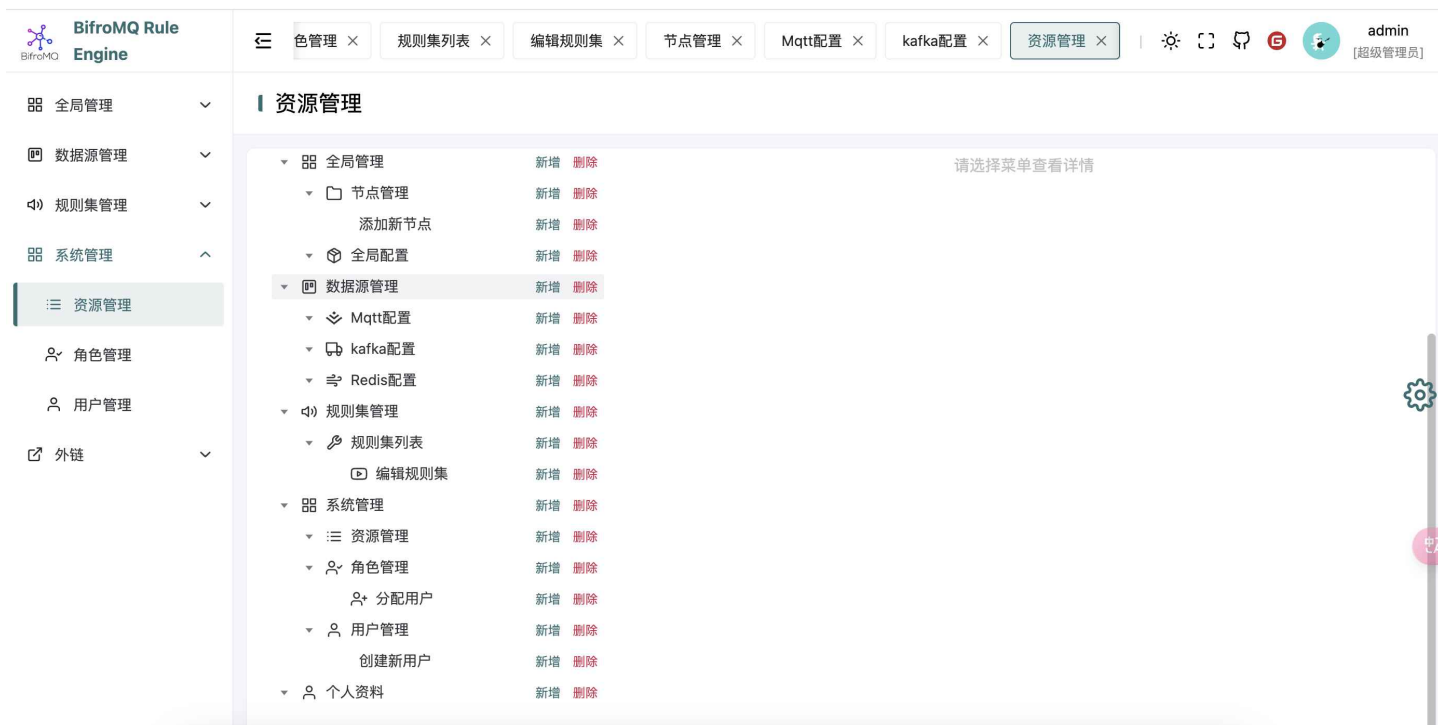 BifroMQ Rule
Engine
BifroMQ
色管理 × 规则集列表 × 编辑规则集 × 节点管理 × Mqtt配置 × kafka配置 × 资源管理 ×
admin
[超级管理员]
全局管理
数据源管理
规则集管理
系统管理
资源管理
角色管理
用户管理
外链
资源管理
全局管理 新增 删除
节点管理 新增 删除
添加新节点 新增 删除
全局配置 新增 删除
数据源管理 新增 删除
Mqtt配置 新增 删除
kafka配置 新增 删除
Redis配置 新增 删除
规则集管理 新增 删除
规则集列表 新增 删除
编辑规则集 新增 删除
系统管理 新增 删除
资源管理 新增 删除
角色管理 新增 删除
分配用户 新增 删除
用户管理 新增 删除
创建新用户 新增 删除
个人资料 新增 删除
请选择菜单查看详情